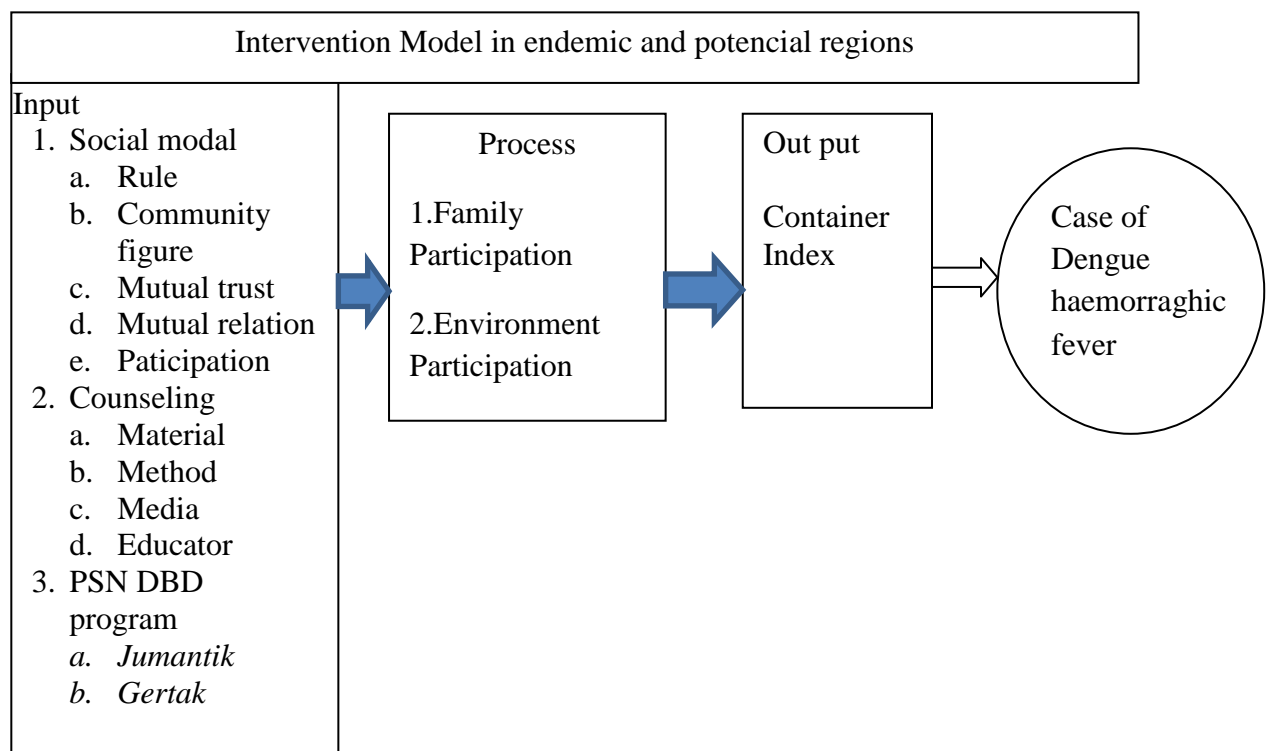 Intervention Model in endemic and potencial regions
Input
1. Social modal
a. Rule
b. Community
figure
c. Mutual trust
d. Mutual relation
e. Paticipation
2. Counseling
a. Material
b. Method
c. Media
d. Educator
3. PSN DBD
program
a. Jumantik
b. Gertak
Process
1.Family
Participation
2.Environment
Participation
Out put
Container
Index
Case of
Dengue
haemorraghic
fever